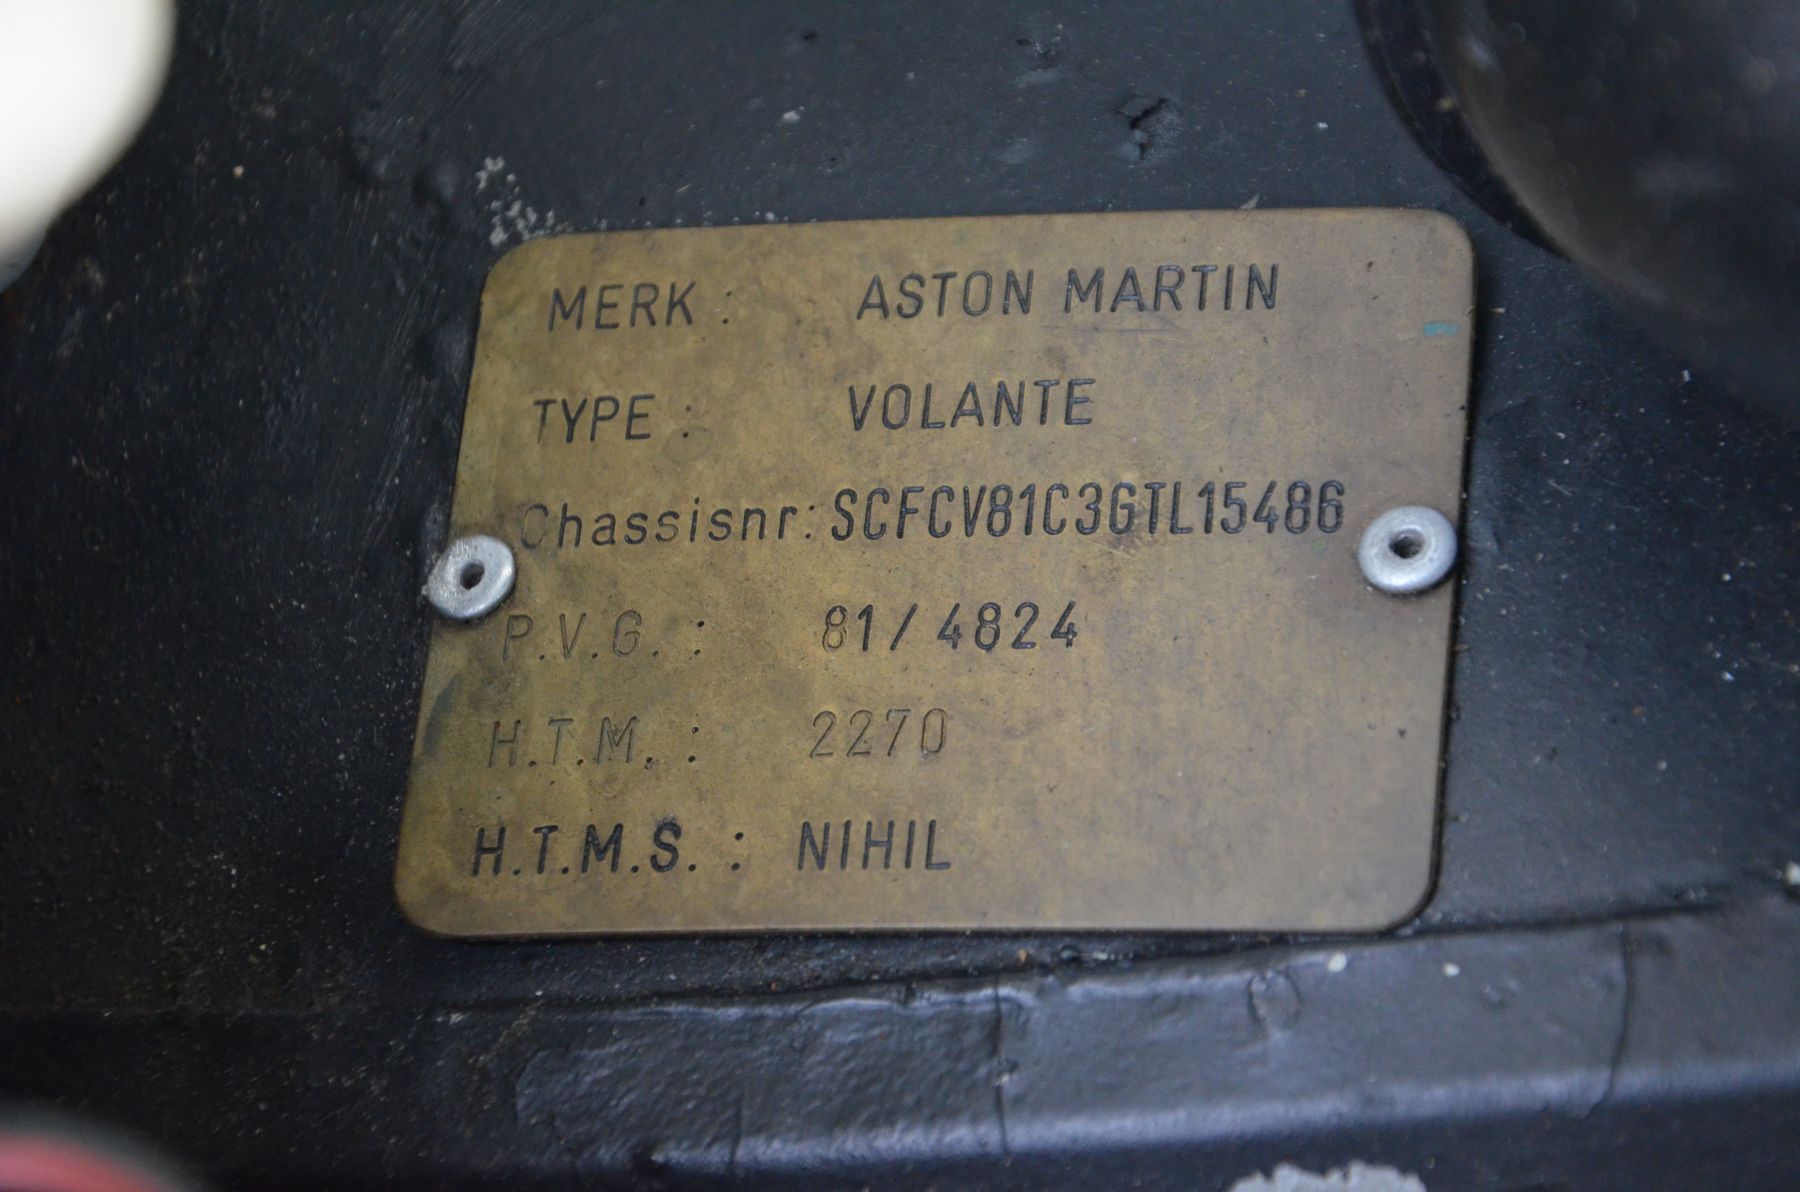 MERK : ASTON MARTIN
TYPE : VOLANTE
Chassisnr: SCFCV81C3GTL15486
P.V.G. : 81/4824
H.T.M. : 2270
H.T.M.S. : NIHIL